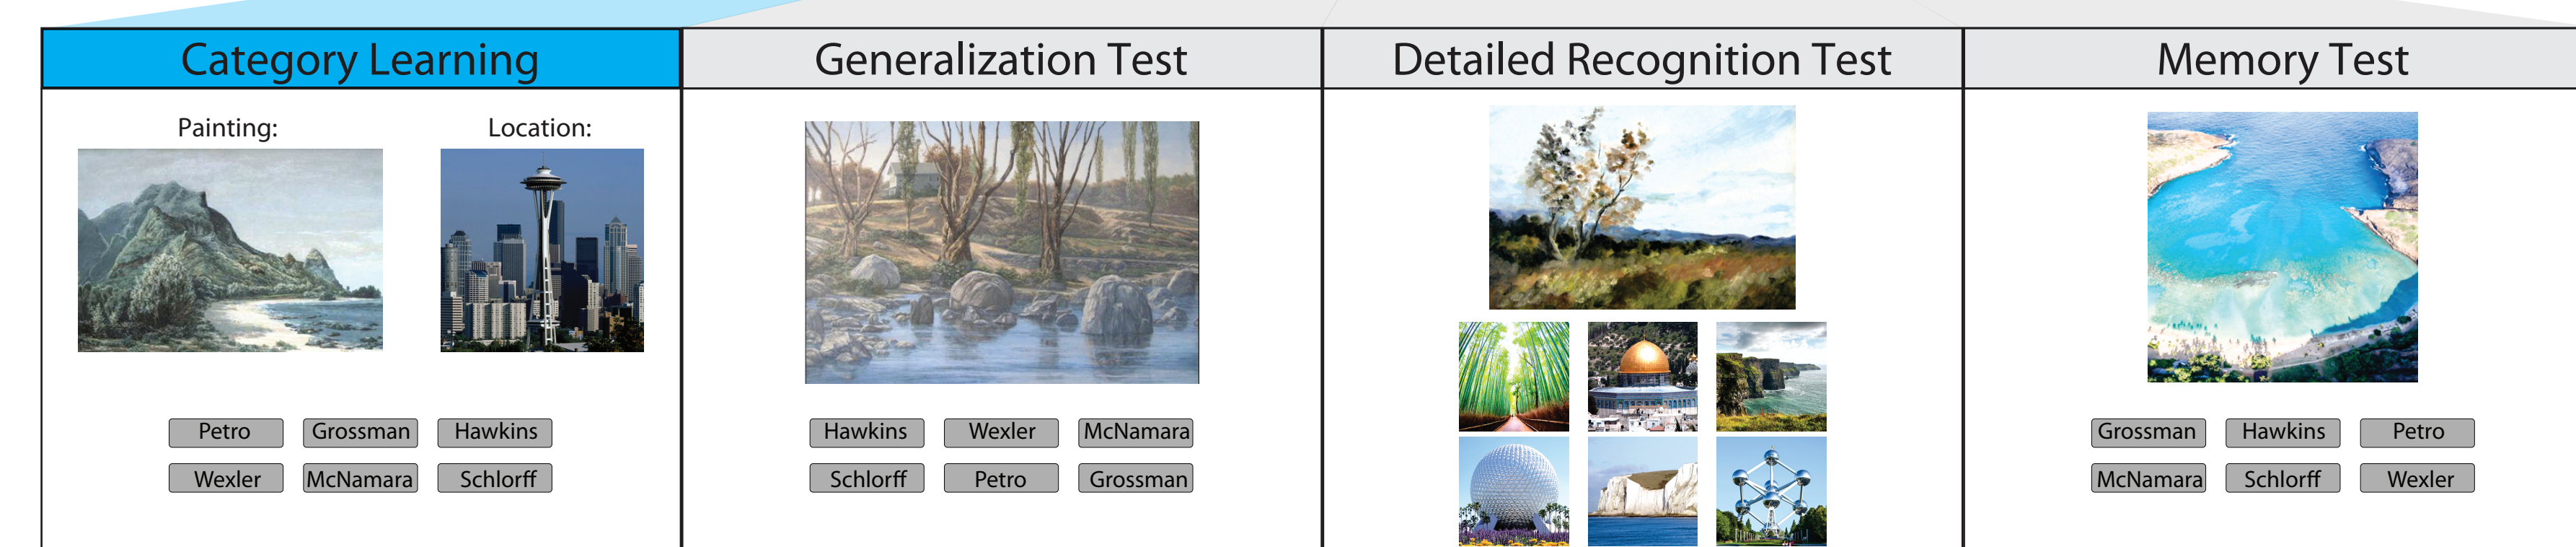 Category Learning
Generalization Test
Detailed Recognition Test
Memory Test
Painting:
Location:
Petro Grossman Hawkins
Wexler McNamara Schlorff
Hawkins Wexler McNamara
Schlorff Petro Grossman
Grossman Hawkins Petro
McNamara Schlorff Wexler